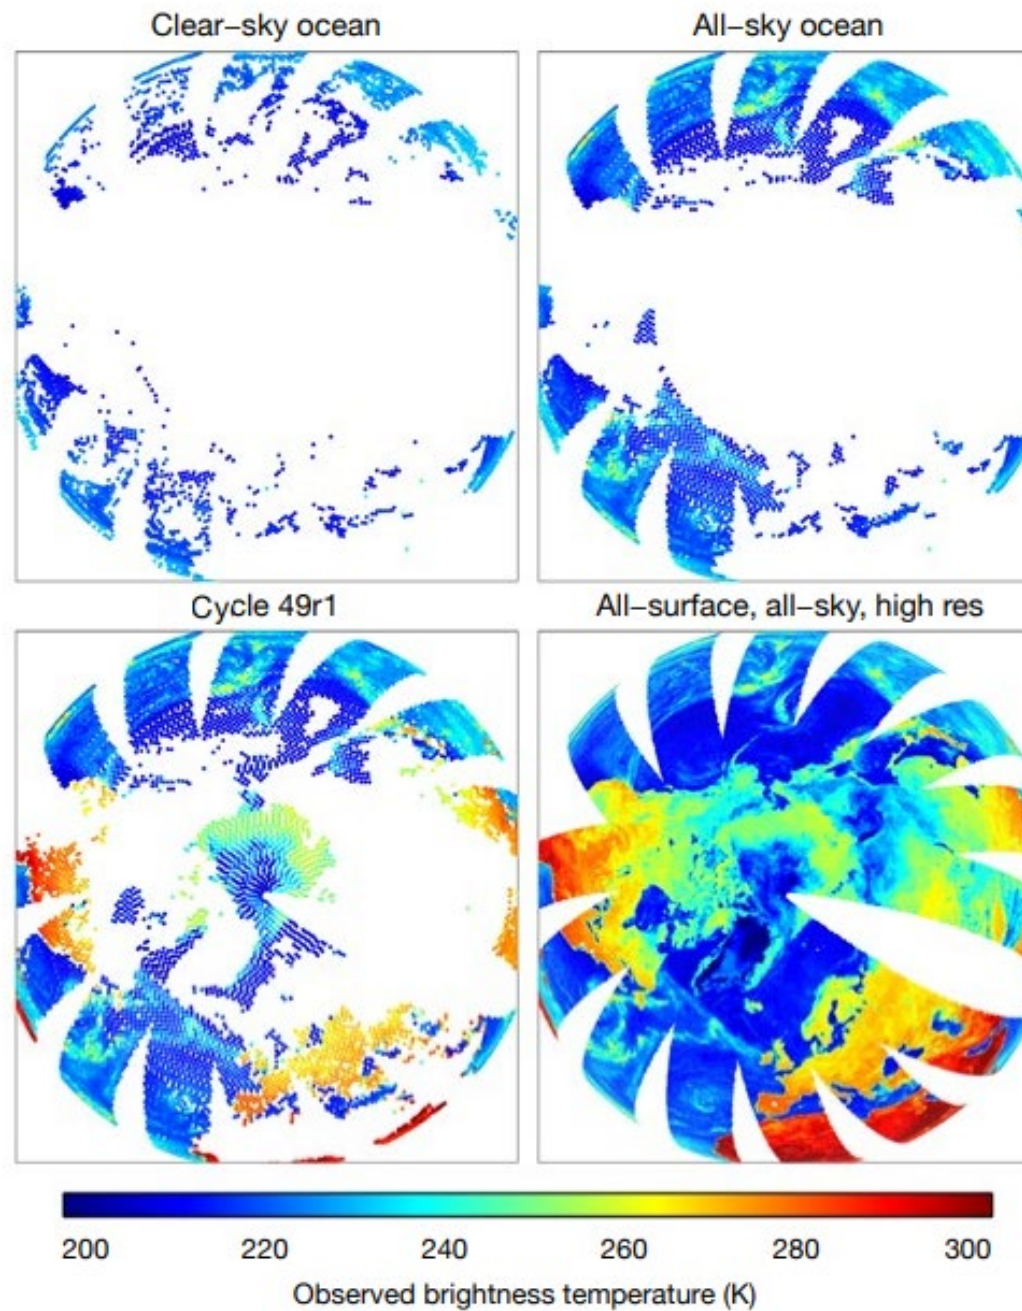 Clear–sky ocean
All–sky ocean
Cycle 49r1
All–surface, all–sky, high res
200 220 240 260 280 300
Observed brightness temperature (K)